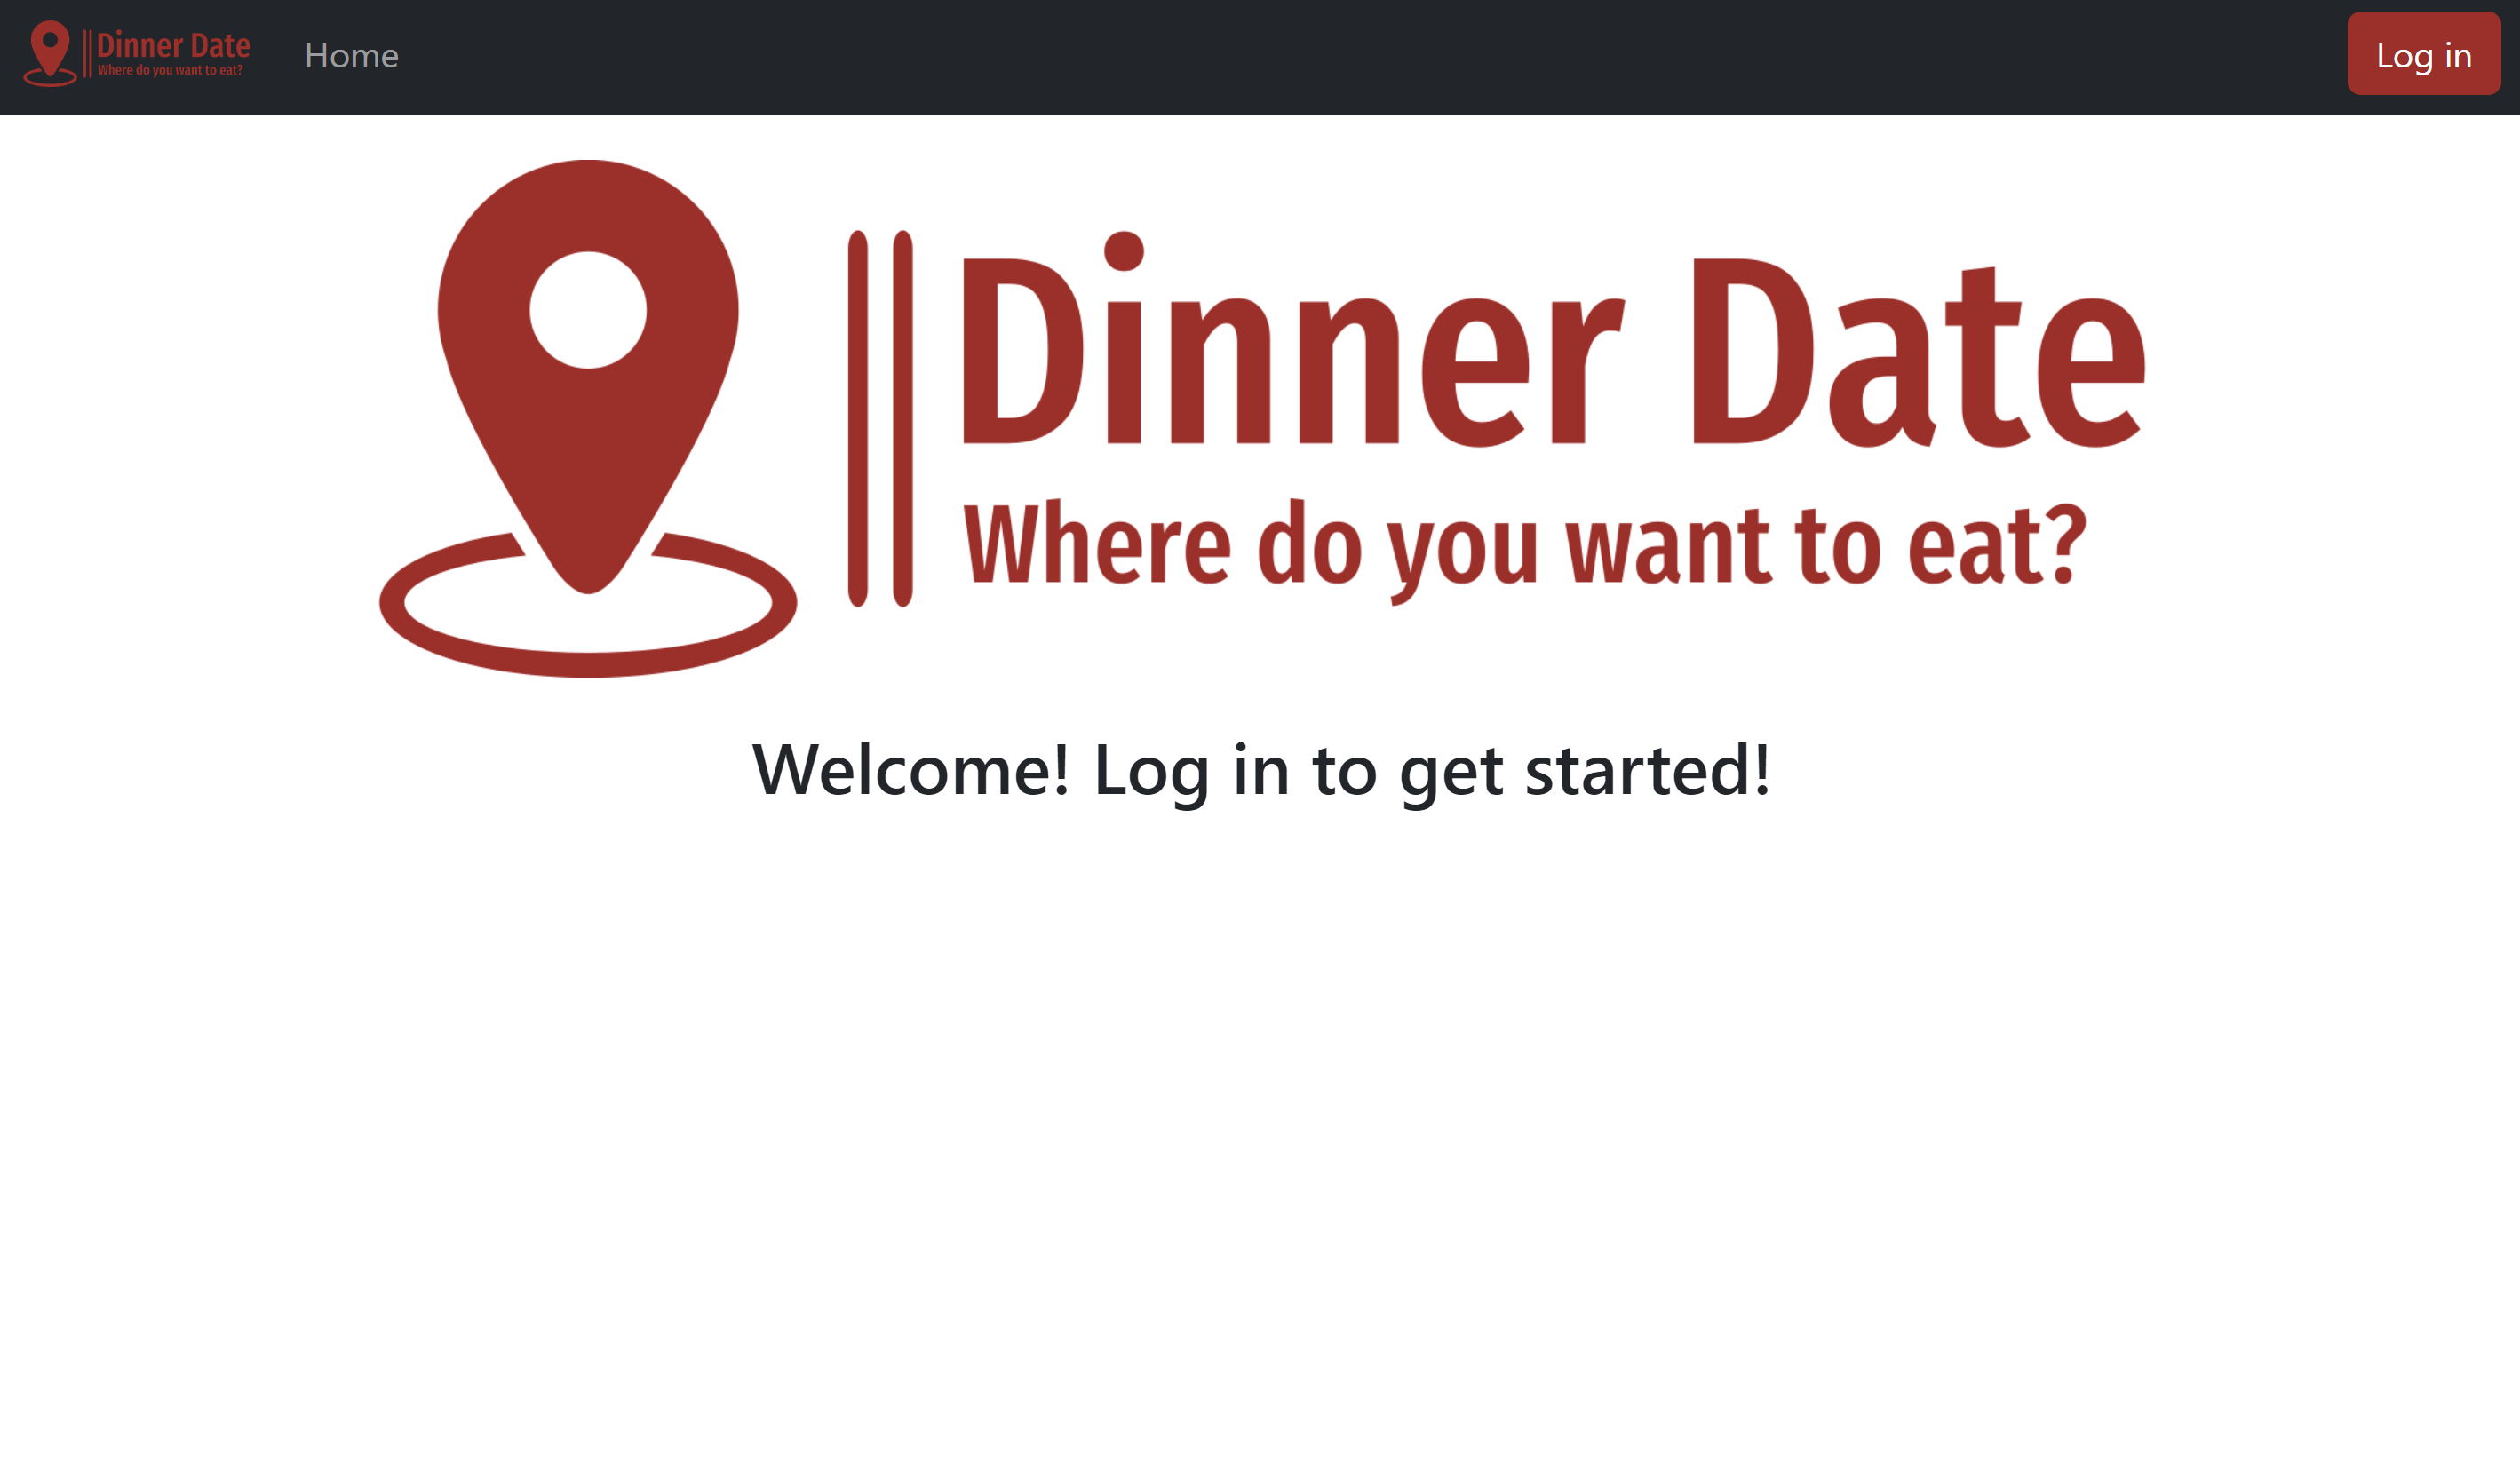 Dinner Date
Where do you want to eat?
Home
Log in
Dinner Date
Where do you want to eat?
Welcome! Log in to get started!